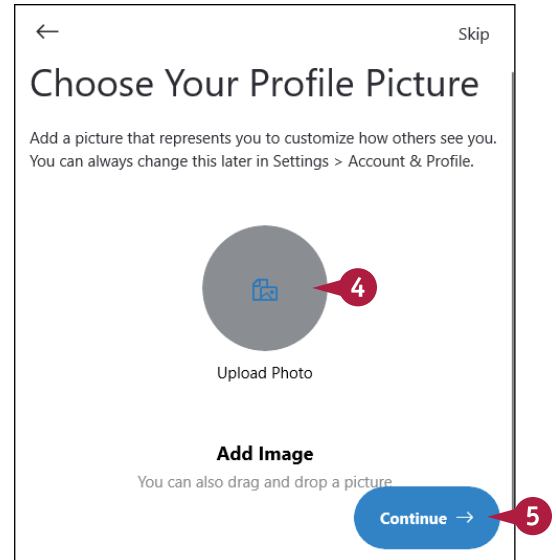 Skip
Choose Your Profile Picture
Add a picture that represents you to customize how others see you.
You can always change this later in Settings > Account & Profile.
4
Upload Photo
Add Image
You can also drag and drop a picture
Continue →
5